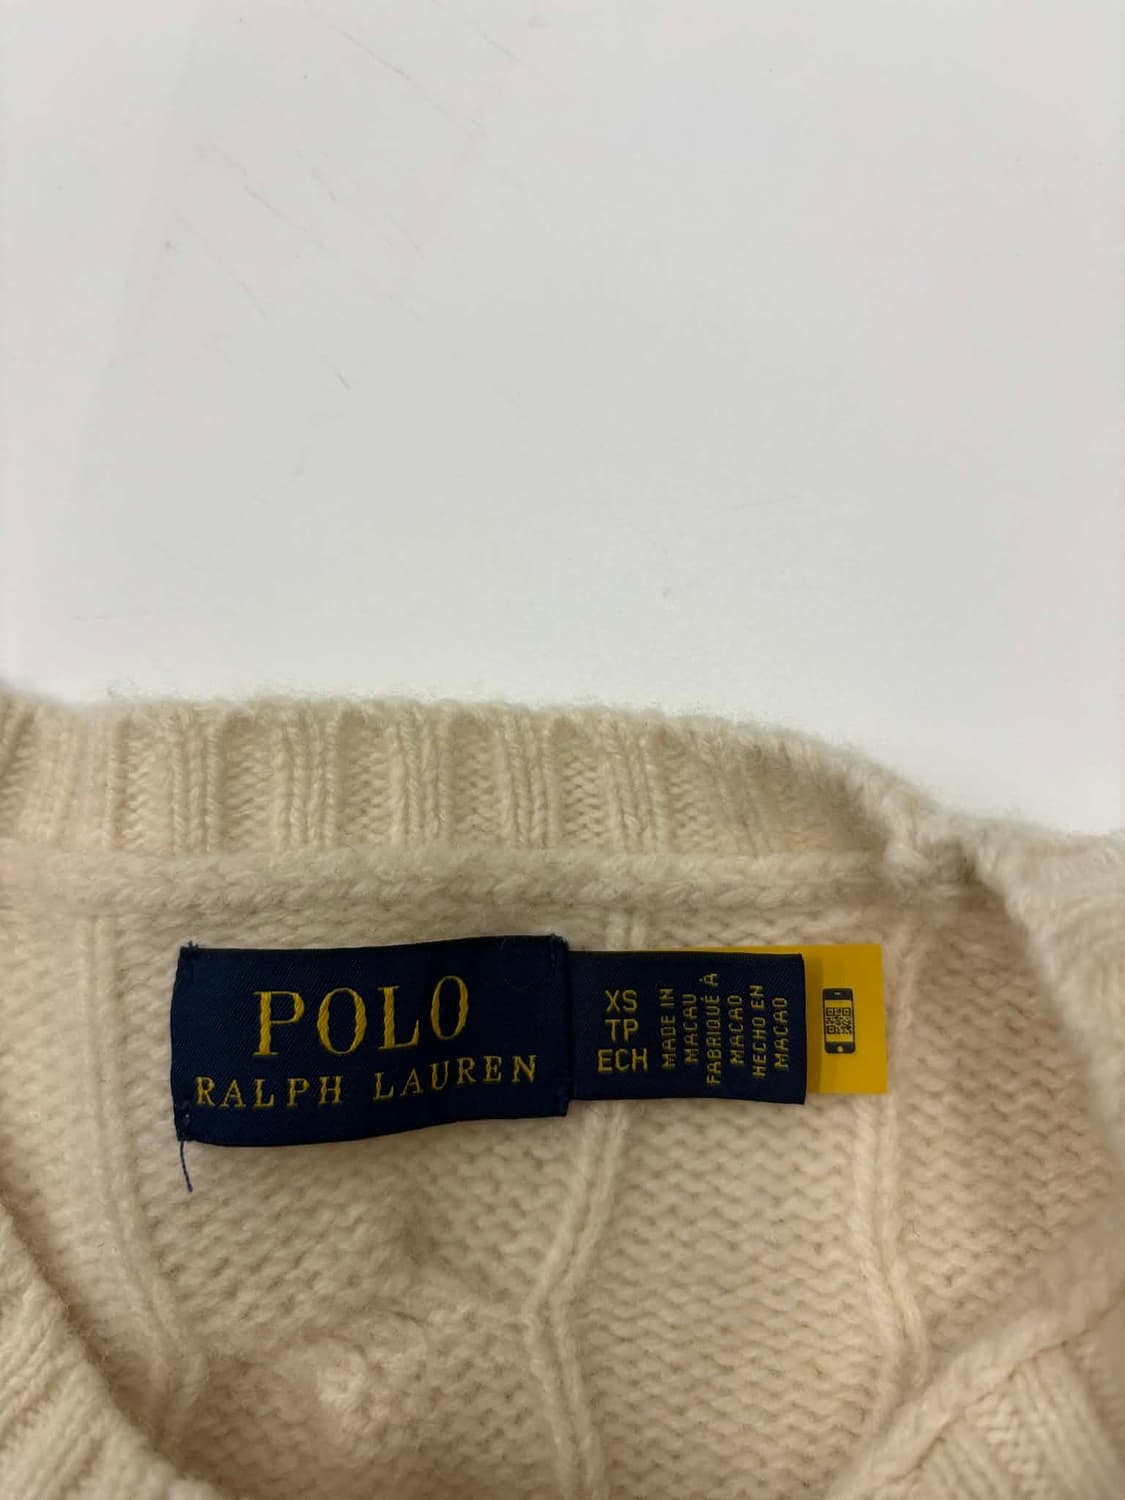 POLO
RALPH LAUREN
XS
TP
ECH
MADE IN
MACAU
FABRIQUÉ À
MACAO
HECHO EN
MACAO